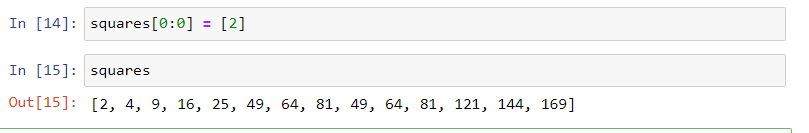 In [14]: squares[0:0] = [2]
In [15]: squares
Out[15]: [2, 4, 9, 16, 25, 49, 64, 81, 49, 64, 81, 121, 144, 169]